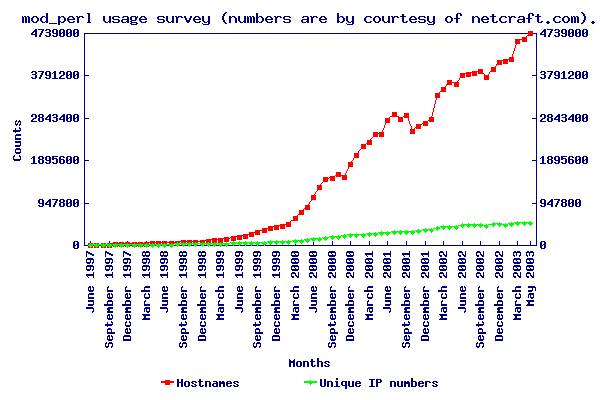 mod_perl usage survey (numbers are by courtesy of netcraft.com).
4739000 4739000
3791200 3791200
2843400 2843400
1895600 1895600
947800 947800
0 0
Counts
June 1997
September 1997
December 1997
March 1998
June 1998
September 1998
December 1998
March 1999
June 1999
September 1999
December 1999
March 2000
June 2000
September 2000
December 2000
March 2001
June 2001
September 2001
December 2001
March 2002
June 2002
September 2002
December 2002
March 2003
May 2003
Months
Hostnames Unique IP numbers